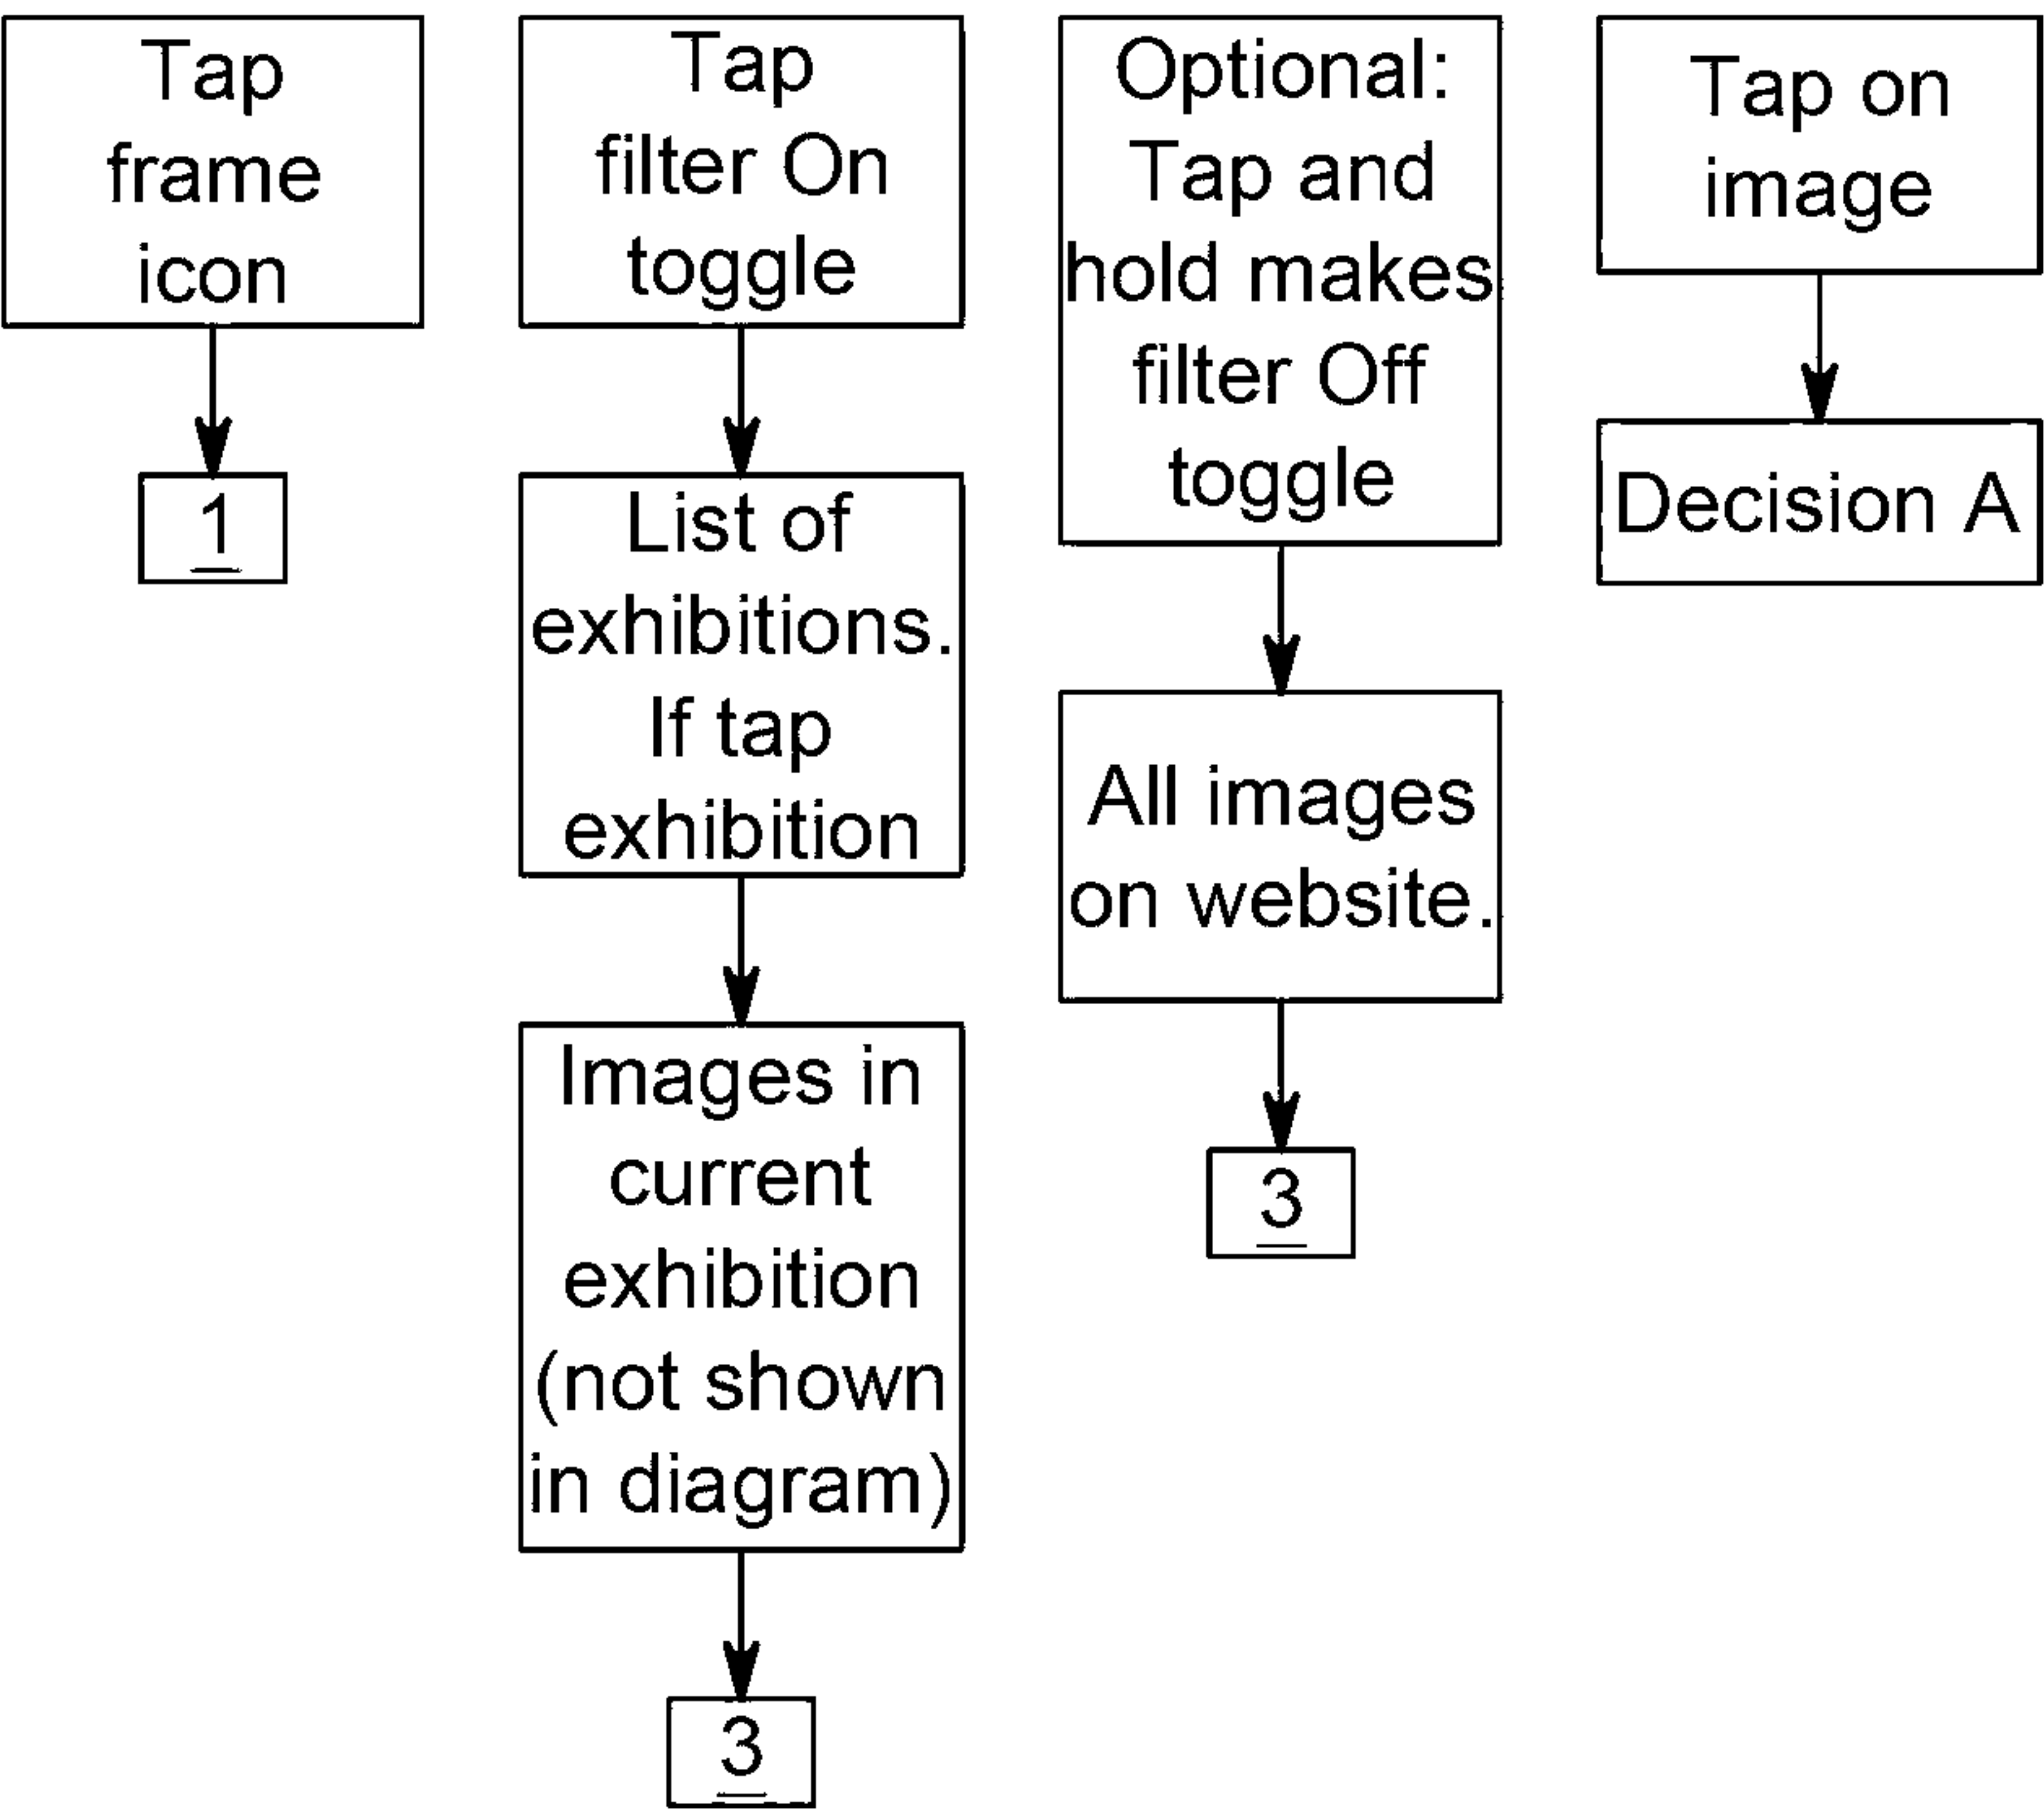 Tap
frame
icon
1
Tap
filter On
toggle
List of
exhibitions.
If tap
exhibition
Images in
current
exhibition
(not shown
in diagram)
3
Optional:
Tap and
hold makes
filter Off
toggle
All images
on website.
3
Tap on
image
Decision A